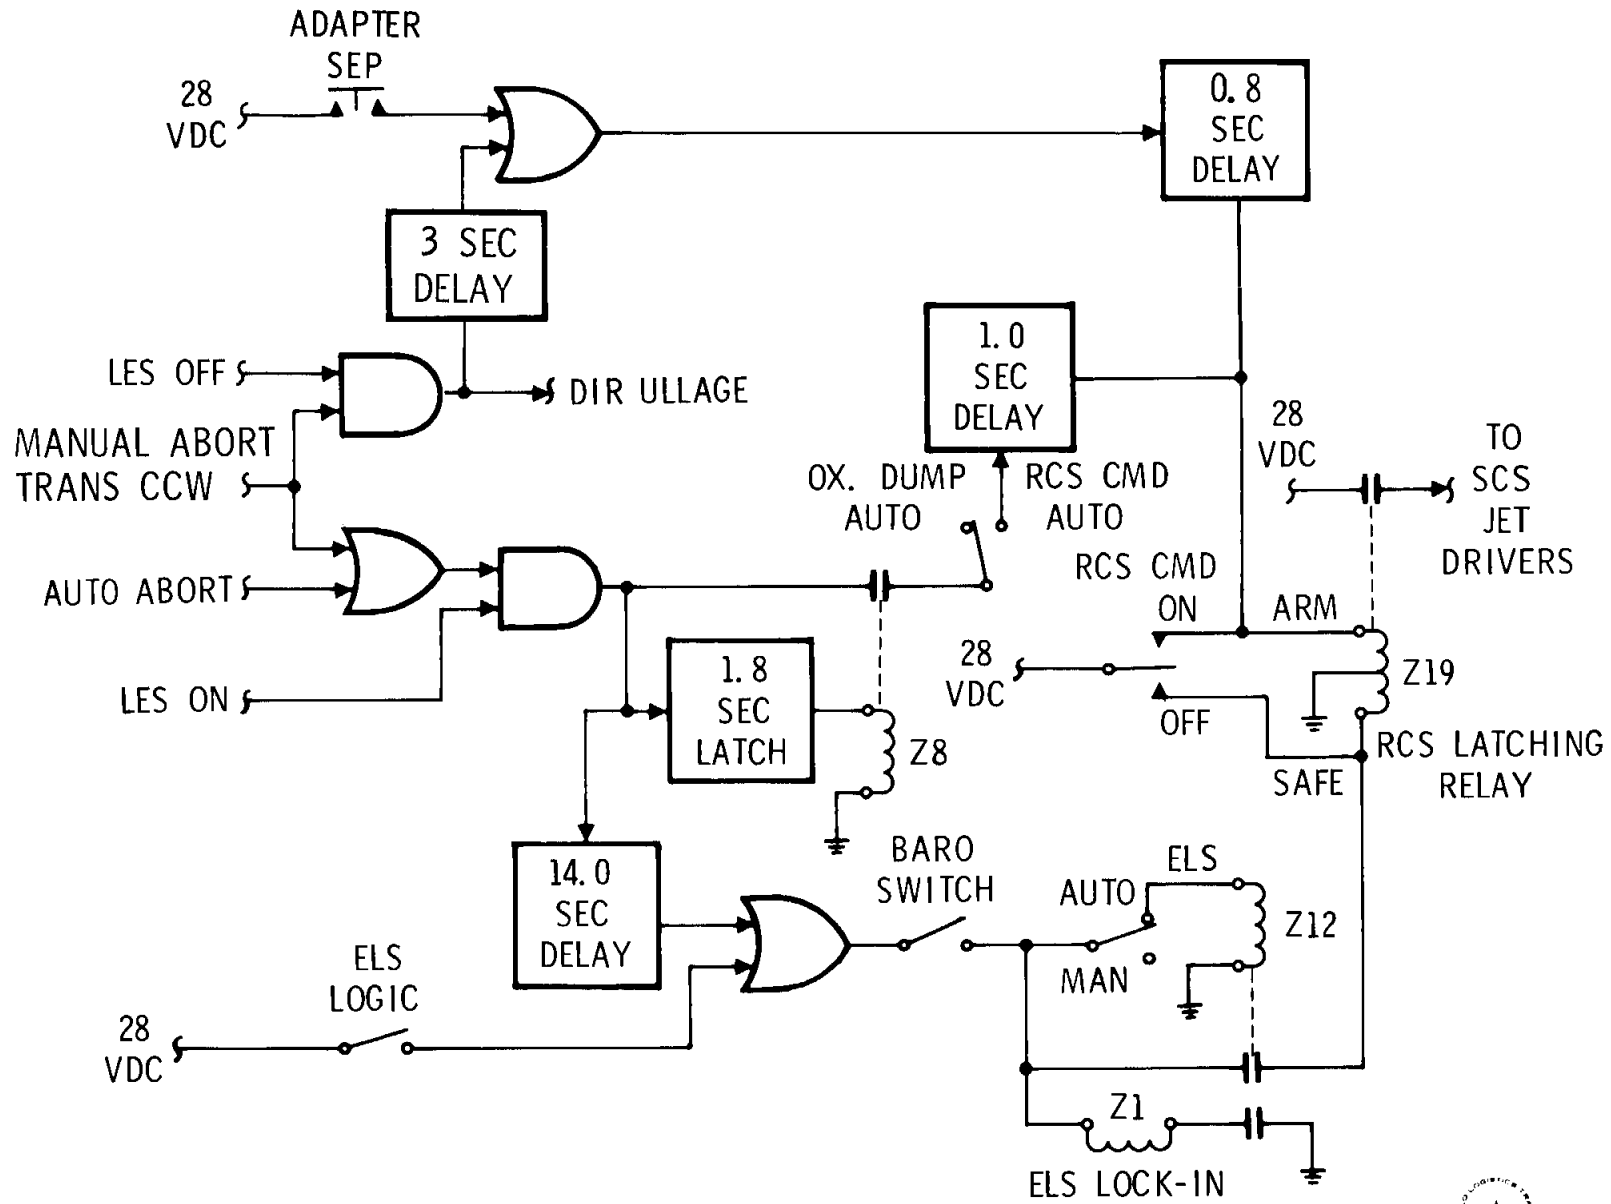 ADAPTER
SEP
28
VDC
0.8
SEC
DELAY
3 SEC
DELAY
LES OFF
DIR ULLAGE
1.0
SEC
DELAY
MANUAL ABORT
TRANS CCW
28
VDC
TO
SCS
JET
DRIVERS
OX. DUMP
AUTO
RCS CMD
AUTO
AUTO ABORT
RCS CMD
ON
ARM
LES ON
1.8
SEC
LATCH
Z8
28
VDC
OFF
Z19
SAFE
RCS LATCHING
RELAY
14.0
SEC
DELAY
BARO
SWITCH
ELS
AUTO
MAN
Z12
ELS
LOGIC
28
VDC
Z1
ELS LOCK-IN